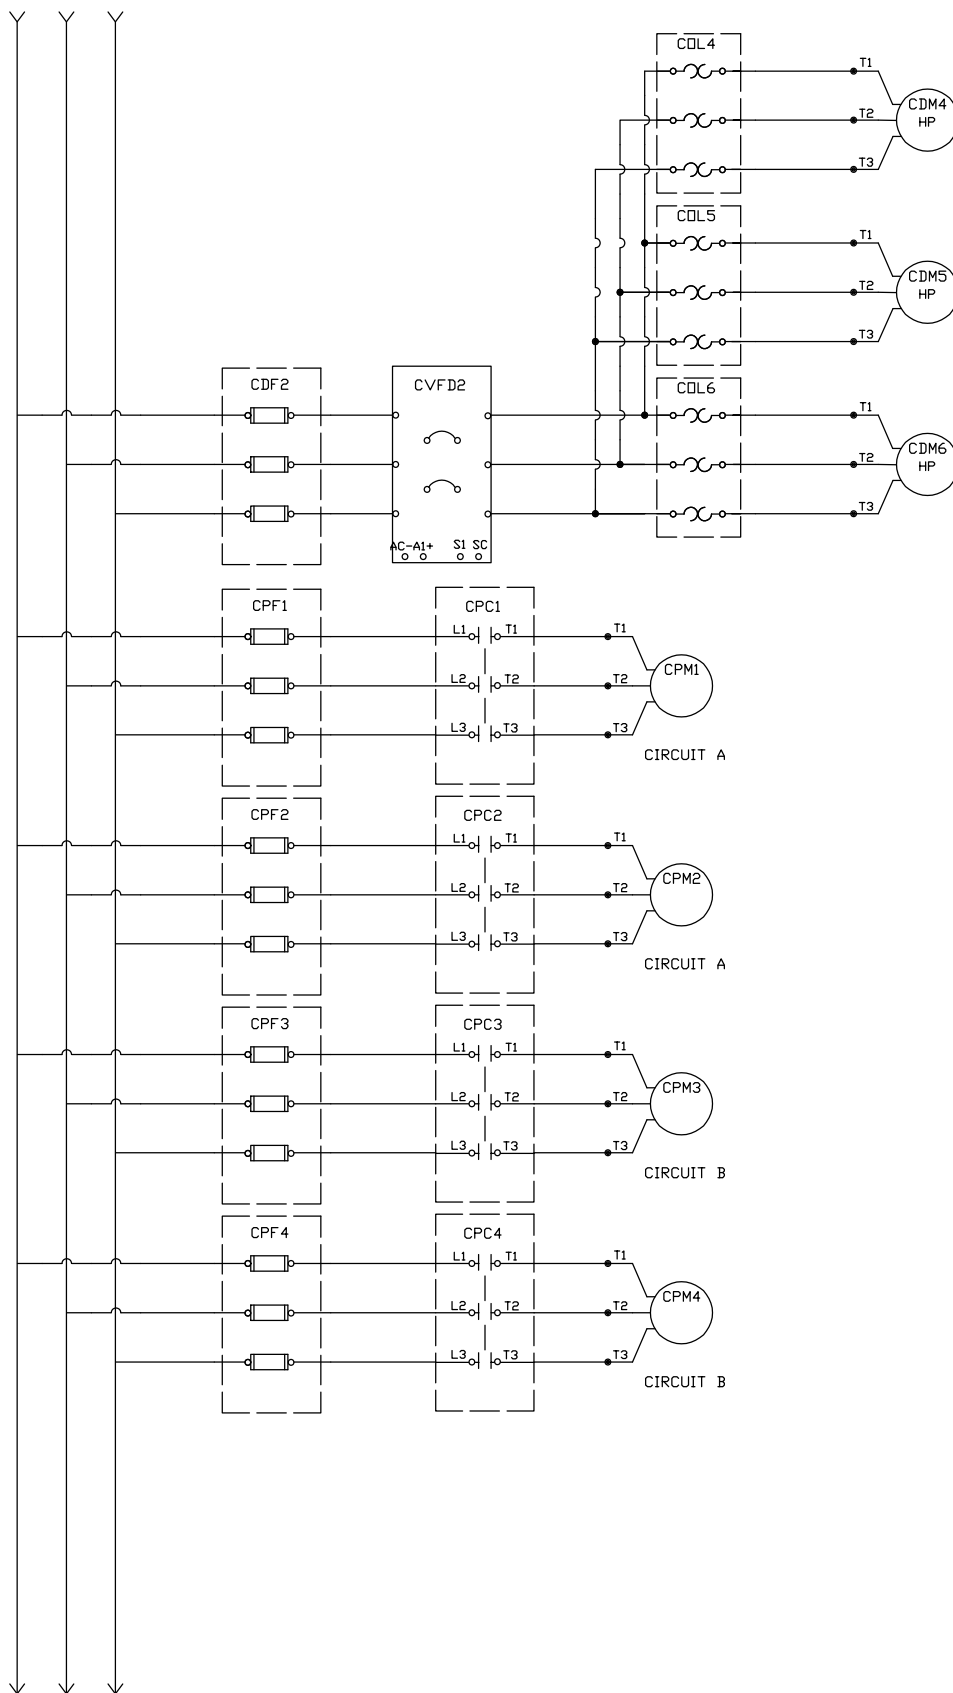 COL4
T1
CDM4
HP
T2
T3
COL5
T1
CDM5
HP
T2
T3
CDF2
CVFD2
COL6
T1
CDM6
HP
T2
T3
AC- A1+ S1 SC
CPF1 CPC1
L1 T1 T1
CPM1
L2 T2 T2
L3 T3 T3
CIRCUIT A
CPF2 CPC2
L1 T1 T1
CPM2
L2 T2 T2
L3 T3 T3
CIRCUIT A
CPF3 CPC3
L1 T1 T1
CPM3
L2 T2 T2
L3 T3 T3
CIRCUIT B
CPF4 CPC4
L1 T1 T1
CPM4
L2 T2 T2
L3 T3 T3
CIRCUIT B